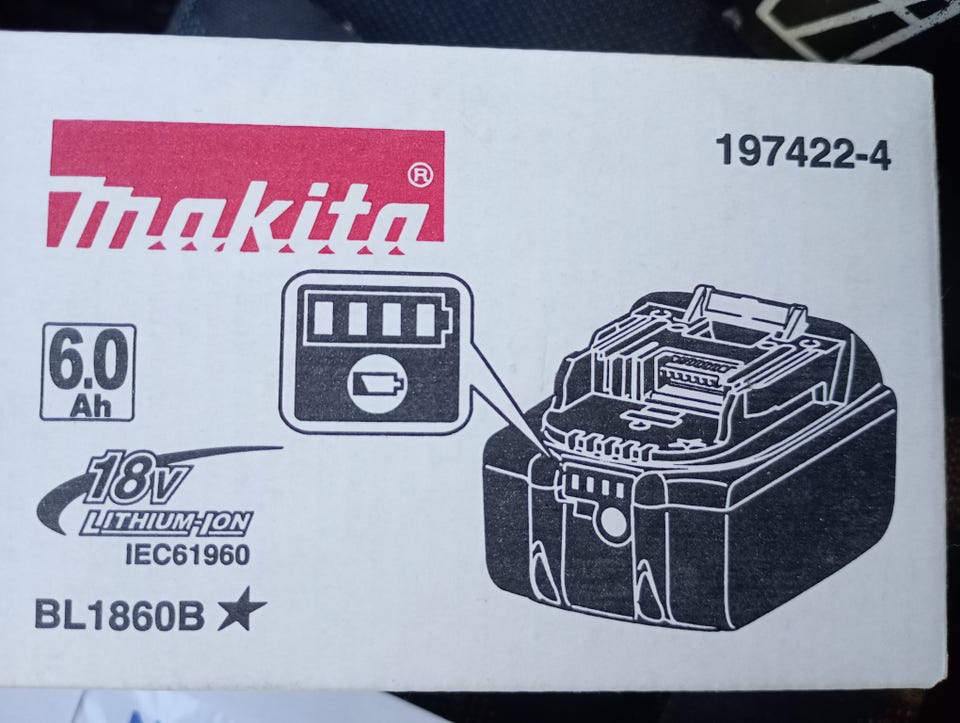 makita®
197422-4
6.0
Ah
18V
LITHIUM-ION
IEC61960
BL1860B★